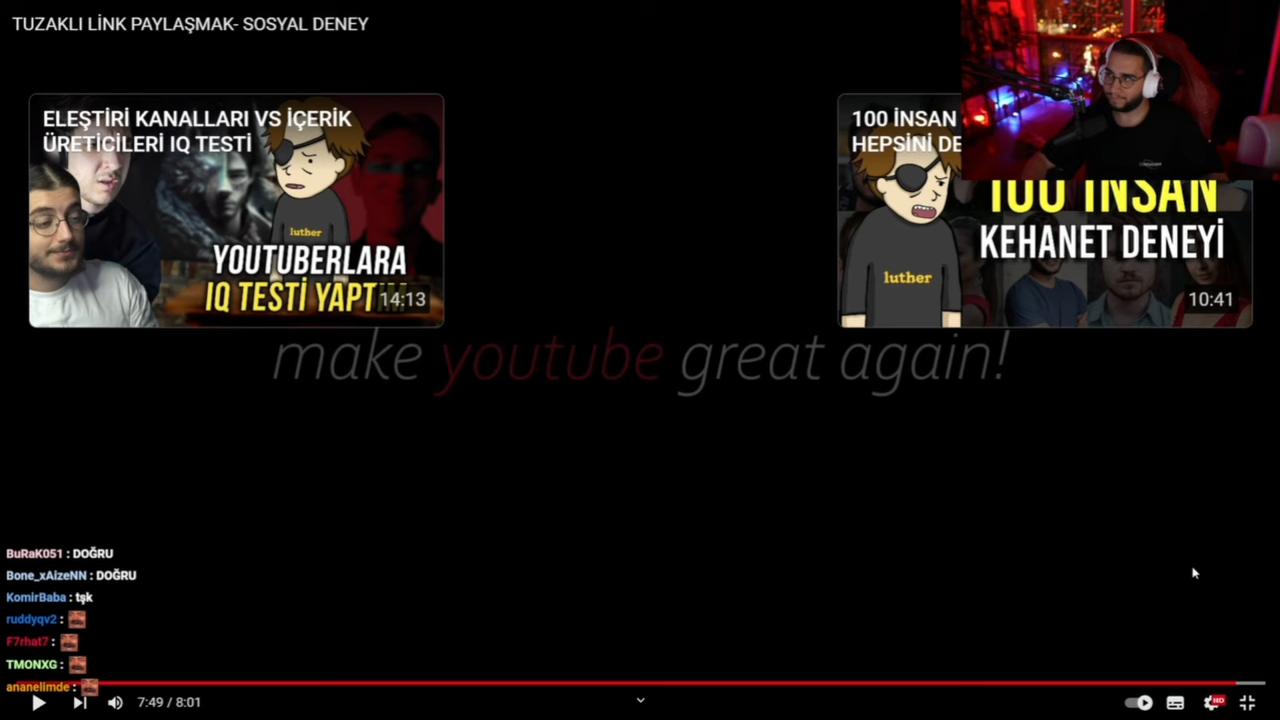 TUZAKLI LİNK PAYLAŞMAK- SOSYAL DENEY
ELEŞTİRİ KANALLARI VS İÇERİK
ÜRETİCİLERİ IQ TESTİ
luther
YOUTUBERLARA
IQ TESTİ
14:13
100 İNSAN
HEPSİNİ
100 İNSAN
KEHANET DENEYİ
luther
10:41
make youtube great again!
BuRaK051 : DOĞRU
Bone_xAizeNN : DOĞRU
KomirBaba : tşk
ruddyqv2 :
F7rhat7 :
TMONXG :
ananelimde :
7:49 / 8:01
HD